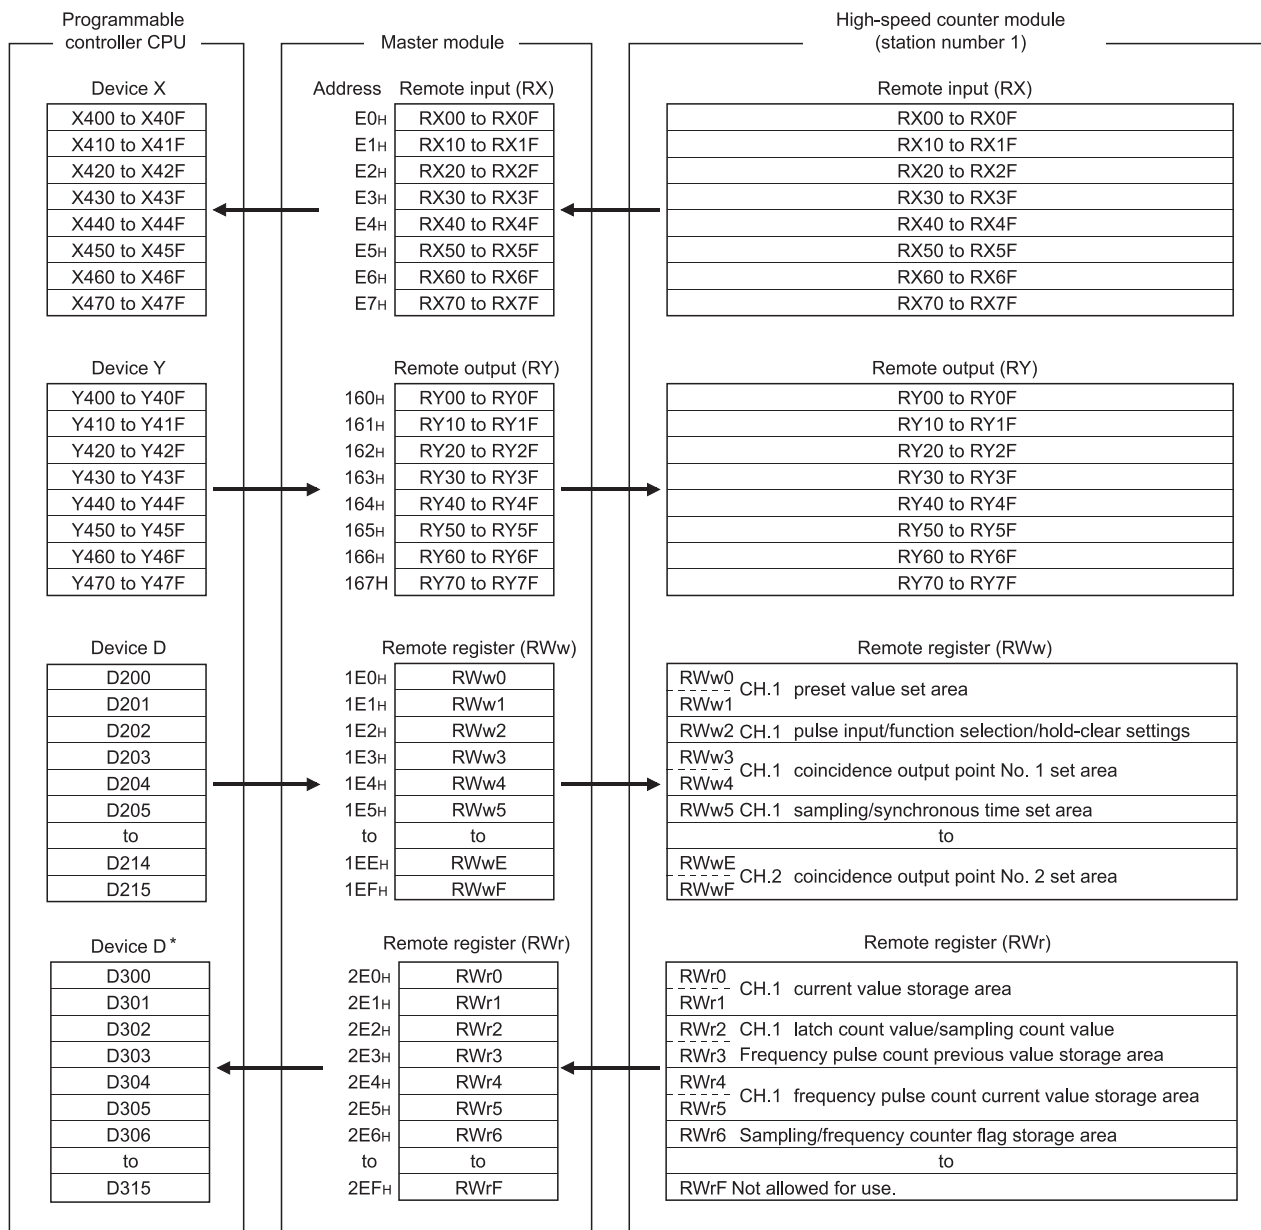 Programmable
controller CPU
Master module
High-speed counter module
(station number 1)
Device X
Address
Remote input (RX)
Remote input (RX)
X400 to X40F E0H RX00 to RX0F RX00 to RX0F
X410 to X41F E1H RX10 to RX1F RX10 to RX1F
X420 to X42F E2H RX20 to RX2F RX20 to RX2F
X430 to X43F E3H RX30 to RX3F RX30 to RX3F
X440 to X44F E4H RX40 to RX4F RX40 to RX4F
X450 to X45F E5H RX50 to RX5F RX50 to RX5F
X460 to X46F E6H RX60 to RX6F RX60 to RX6F
X470 to X47F E7H RX70 to RX7F RX70 to RX7F
Device Y
Remote output (RY)
Remote output (RY)
Y400 to Y40F 160H RY00 to RY0F RY00 to RY0F
Y410 to Y41F 161H RY10 to RY1F RY10 to RY1F
Y420 to Y42F 162H RY20 to RY2F RY20 to RY2F
Y430 to Y43F 163H RY30 to RY3F RY30 to RY3F
Y440 to Y44F 164H RY40 to RY4F RY40 to RY4F
Y450 to Y45F 165H RY50 to RY5F RY50 to RY5F
Y460 to Y46F 166H RY60 to RY6F RY60 to RY6F
Y470 to Y47F 167H RY70 to RY7F RY70 to RY7F
Device D
Remote register (RWw)
Remote register (RWw)
D200 1E0H RWw0 RWw0
CH.1 preset value set area
D201 1E1H RWw1 RWw1
D202 1E2H RWw2 RWw2 CH.1 pulse input/function selection/hold-clear settings
D203 1E3H RWw3 RWw3
CH.1 coincidence output point No. 1 set area
D204 1E4H RWw4 RWw4
D205 1E5H RWw5 RWw5 CH.1 sampling/synchronous time set area
to to to to
D214 1EEH RWwE RWwE
CH.2 coincidence output point No. 2 set area
D215 1EFH RWwF RWwF
Device D *
Remote register (RWr)
Remote register (RWr)
D300 2E0H RWr0 RWr0
CH.1 current value storage area
D301 2E1H RWr1 RWr1
D302 2E2H RWr2 RWr2 CH.1 latch count value/sampling count value
D303 2E3H RWr3 RWr3 Frequency pulse count previous value storage area
D304 2E4H RWr4 RWr4
CH.1 frequency pulse count current value storage area
D305 2E5H RWr5 RWr5
D306 2E6H RWr6 RWr6 Sampling/frequency counter flag storage area
to to to to
D315 2EFH RWrF RWrF Not allowed for use.